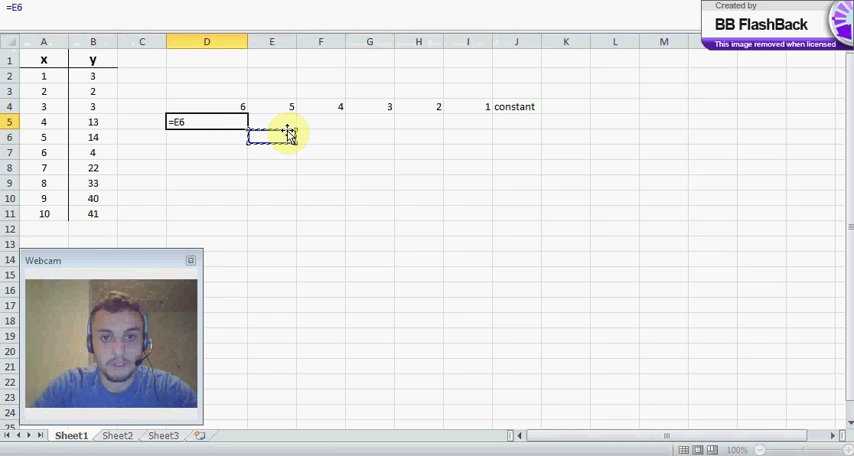 =E6
Created by
BB FlashBack
This image removed when licensed
A B C D E F G H I J K L M
1 x y
2 1 3
3 2 2
4 3 3 6 5 4 3 2 1 constant
5 4 13 =E6
6 5 14
7 6 4
8 7 22
9 8 33
10 9 40
11 10 41
12
13
14
15
16
17
18
19
20
21
22
23
24
25
Webcam
Sheet1 Sheet2 Sheet3
100%